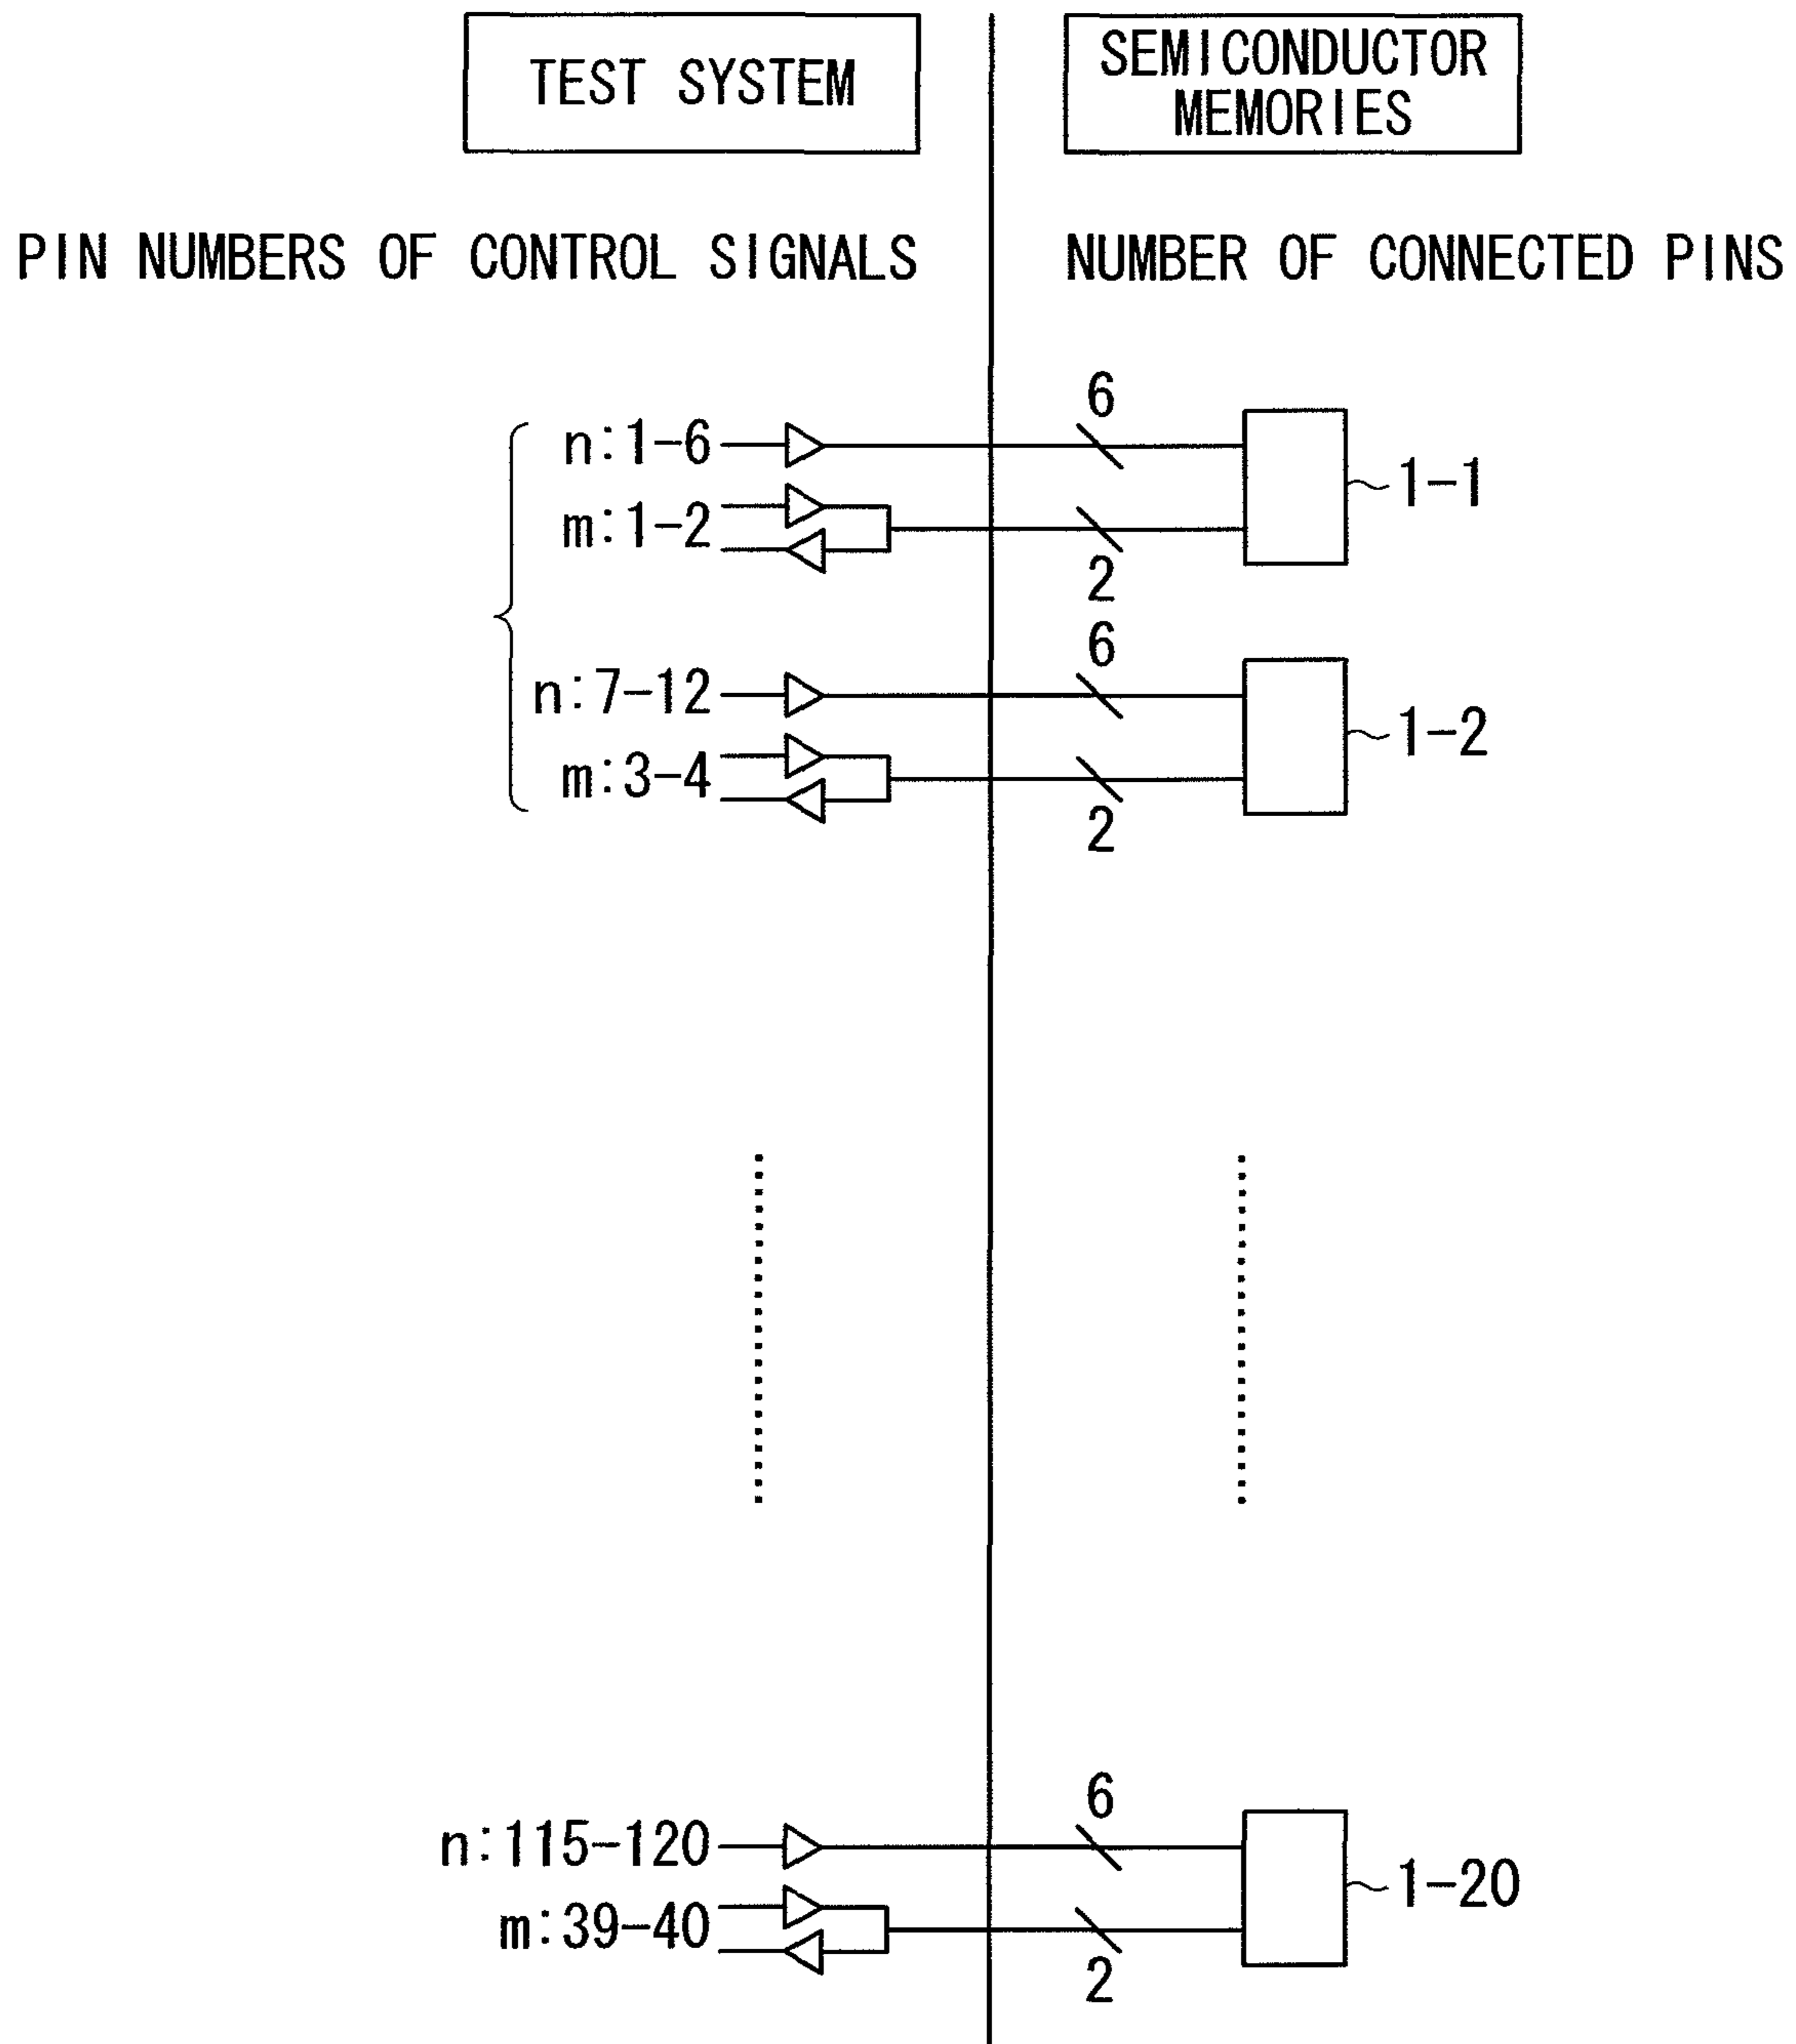 TEST SYSTEM
SEMICONDUCTOR
MEMORIES
PIN NUMBERS OF CONTROL SIGNALS
NUMBER OF CONNECTED PINS
n:1-6
6
m:1-2
2
1-1
n:7-12
6
m:3-4
2
1-2
n:115-120
6
m:39-40
2
1-20